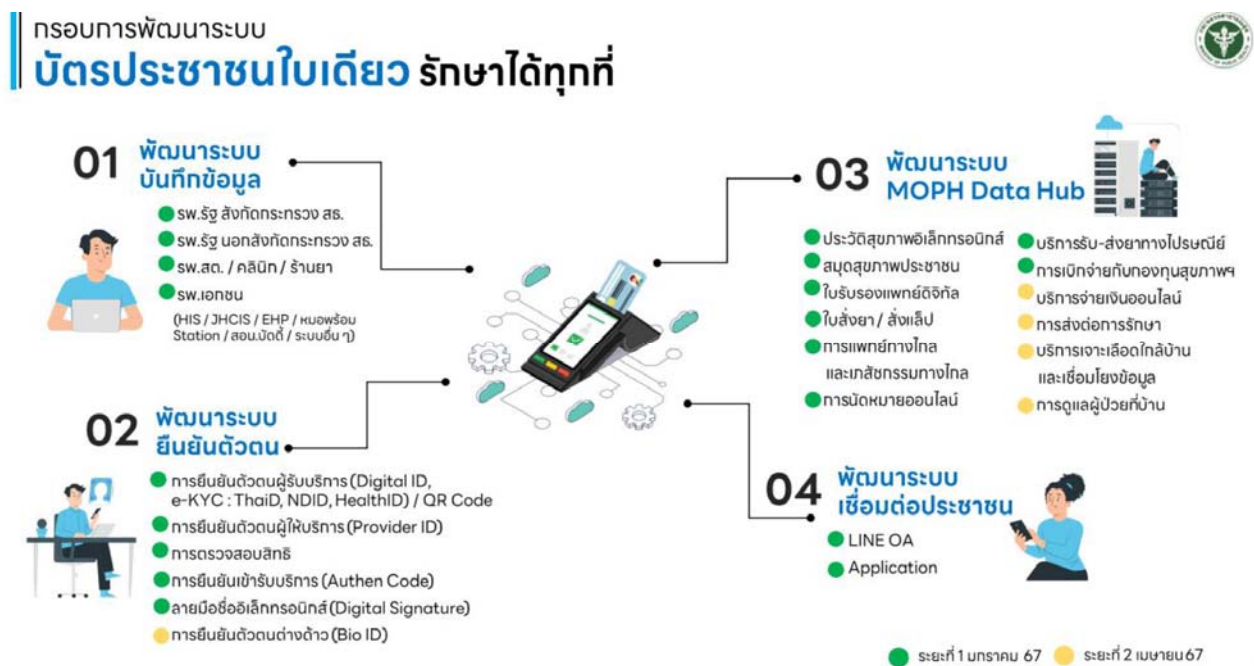 กรอบการพัฒนาระบบ
บัตรประชาชนใบเดียว รักษาได้ทุกที่
01 พัฒนาระบบ
บันทึกข้อมูล
รพ.รัฐ สังกัดกระทรวง สธ.
รพ.รัฐ นอกสังกัดกระทรวง สธ.
รพ.สต. / คลินิก / ร้านยา
รพ.เอกชน
(HIS / JHCIS / EHP / หมอพร้อม
Station / สอน.บัดดี้ / ระบบอื่น ๆ)
02 พัฒนาระบบ
ยืนยันตัวตน
การยืนยันตัวตนผู้รับบริการ (Digital ID,
e-KYC : ThaiD, NDID, HealthID) / QR Code
การยืนยันตัวตนผู้ให้บริการ (Provider ID)
การตรวจสอบสิทธิ
การยืนยันเข้ารับบริการ (Authen Code)
ลายมือชื่ออิเล็กทรอนิกส์ (Digital Signature)
การยืนยันตัวตนต่างด้าว (Bio ID)
03 พัฒนาระบบ
MOPH Data Hub
ประวัติสุขภาพอิเล็กทรอนิกส์
สมุดสุขภาพประชาชน
ใบรับรองแพทย์ดิจิทัล
ใบสั่งยา / สั่งแล็ป
การแพทย์ทางไกล
และเภสัชกรรมทางไกล
การนัดหมายออนไลน์
บริการรับ-ส่งยาทางไปรษณีย์
การเบิกจ่ายกับกองทุนสุขภาพฯ
บริการจ่ายเงินออนไลน์
การส่งต่อการรักษา
บริการเจาะเลือดใกล้บ้าน
และเชื่อมโยงข้อมูล
การดูแลผู้ป่วยที่บ้าน
04 พัฒนาระบบ
เชื่อมต่อประชาชน
LINE OA
Application
ระยะที่ 1 มกราคม 67
ระยะที่ 2 เมษายน 67